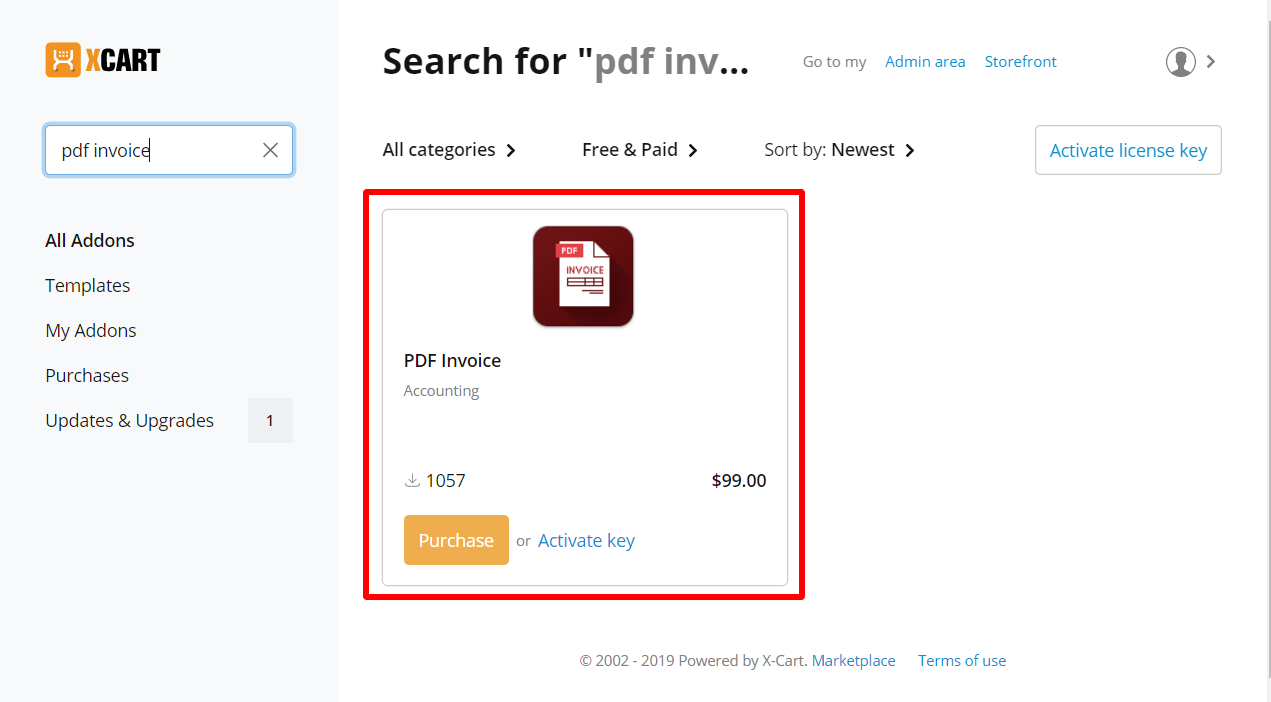 XCART
Search for "pdf inv...
Go to my Admin area Storefront
pdf invoice
All categories Free & Paid Sort by: Newest Activate license key
All Addons
Templates
My Addons
Purchases
Updates & Upgrades 1
PDF
INVOICE
PDF Invoice
Accounting
1057 $99.00
Purchase or Activate key
© 2002 - 2019 Powered by X-Cart. Marketplace Terms of use